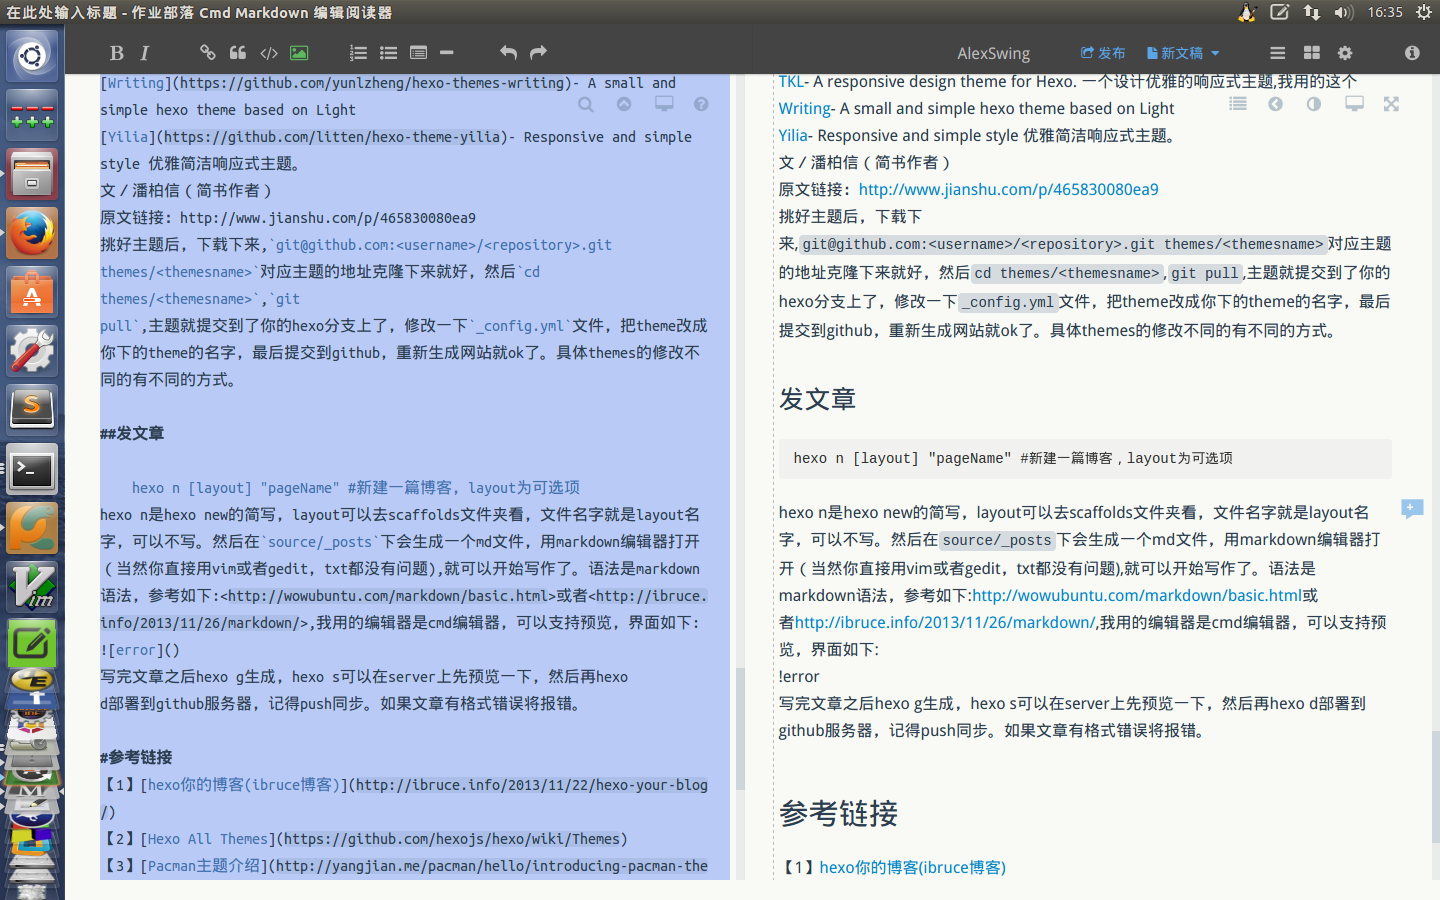 在此处输入标题 - 作业部落 Cmd Markdown 编辑阅读器
16:35
B I
AlexSwing
发布
新文稿
[Writing](https://github.com/yunlzheng/hexo-themes-writing)- A small and
simple hexo theme based on Light
[Yilia](https://github.com/litten/hexo-theme-yilia)- Responsive and simple
style 优雅简洁响应式主题。
文／潘柏信（简书作者）
原文链接：http://www.jianshu.com/p/465830080ea9
挑好主题后，下载下来,`git@github.com:<username>/<repository>.git
themes/<themesname>`对应主题的地址克隆下来就好，然后`cd
themes/<themesname>`,`git
pull`,主题就提交到了你的hexo分支上了，修改一下`_config.yml`文件，把theme改成
你下的theme的名字，最后提交到github，重新生成网站就ok了。具体themes的修改不
同的有不同的方式。
##发文章
hexo n [layout] "pageName" #新建一篇博客，layout为可选项
hexo n是hexo new的简写，layout可以去scaffolds文件夹看，文件名字就是layout名
字，可以不写。然后在`source/_posts`下会生成一个md文件，用markdown编辑器打开
（当然你直接用vim或者gedit，txt都没有问题),就可以开始写作了。语法是markdown
语法，参考如下:<http://wowubuntu.com/markdown/basic.html>或者<http://ibruce.
info/2013/11/26/markdown/>,我用的编辑器是cmd编辑器，可以支持预览，界面如下:
![error]()
写完文章之后hexo g生成，hexo s可以在server上先预览一下，然后再hexo
d部署到github服务器，记得push同步。如果文章有格式错误将报错。
#参考链接
【1】[hexo你的博客(ibruce博客)](http://ibruce.info/2013/11/22/hexo-your-blog
/)
【2】[Hexo All Themes](https://github.com/hexojs/hexo/wiki/Themes)
【3】[Pacman主题介绍](http://yangjian.me/pacman/hello/introducing-pacman-the
TKL- A responsive design theme for Hexo. 一个设计优雅的响应式主题,我用的这个
Writing- A small and simple hexo theme based on Light
Yilia- Responsive and simple style 优雅简洁响应式主题。
文／潘柏信（简书作者）
原文链接：http://www.jianshu.com/p/465830080ea9
挑好主题后，下载下
来,git@github.com:<username>/<repository>.git themes/<themesname>对应主题
的地址克隆下来就好，然后cd themes/<themesname>,git pull,主题就提交到了你的
hexo分支上了，修改一下_config.yml文件，把theme改成你下的theme的名字，最后
提交到github，重新生成网站就ok了。具体themes的修改不同的有不同的方式。
发文章
hexo n [layout] "pageName" #新建一篇博客，layout为可选项
hexo n是hexo new的简写，layout可以去scaffolds文件夹看，文件名字就是layout名
字，可以不写。然后在source/_posts下会生成一个md文件，用markdown编辑器打
开（当然你直接用vim或者gedit，txt都没有问题),就可以开始写作了。语法是
markdown语法，参考如下:http://wowubuntu.com/markdown/basic.html或
者http://ibruce.info/2013/11/26/markdown/,我用的编辑器是cmd编辑器，可以支持预
览，界面如下:
!error
写完文章之后hexo g生成，hexo s可以在server上先预览一下，然后再hexo d部署到
github服务器，记得push同步。如果文章有格式错误将报错。
参考链接
【1】hexo你的博客(ibruce博客)